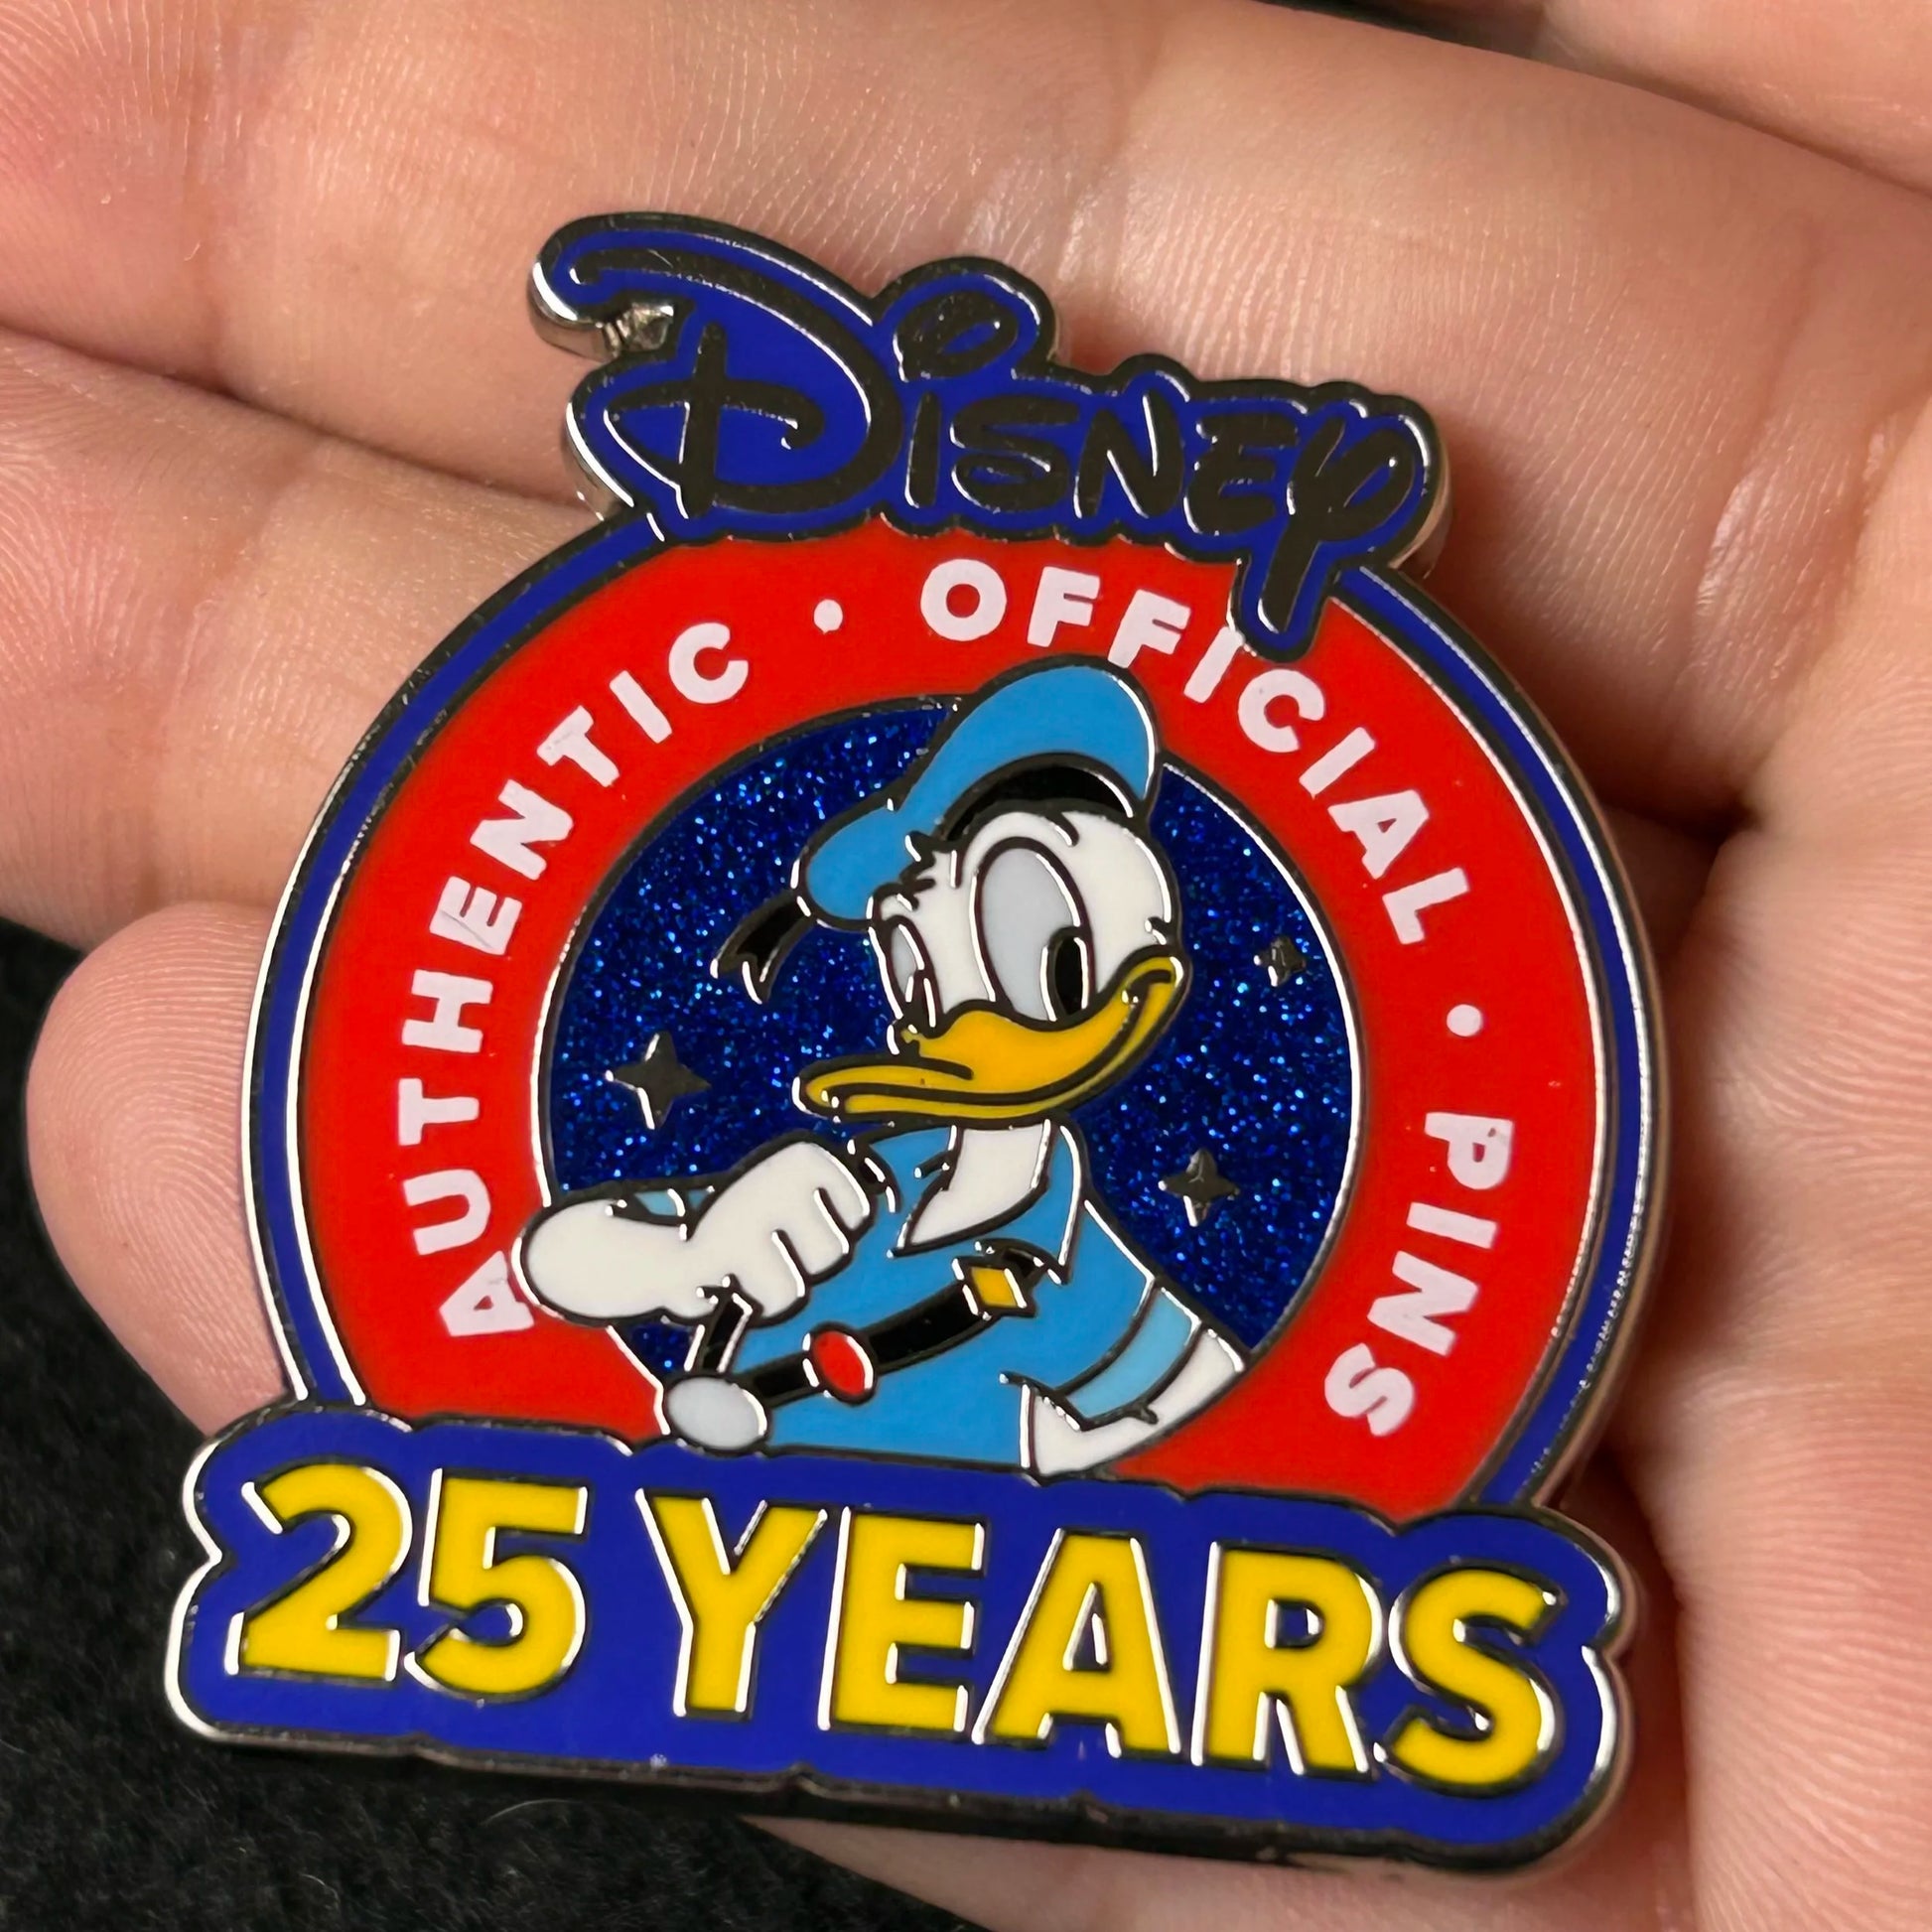 Disney
AUTHENTIC • OFFICIAL • PINS
25 YEARS